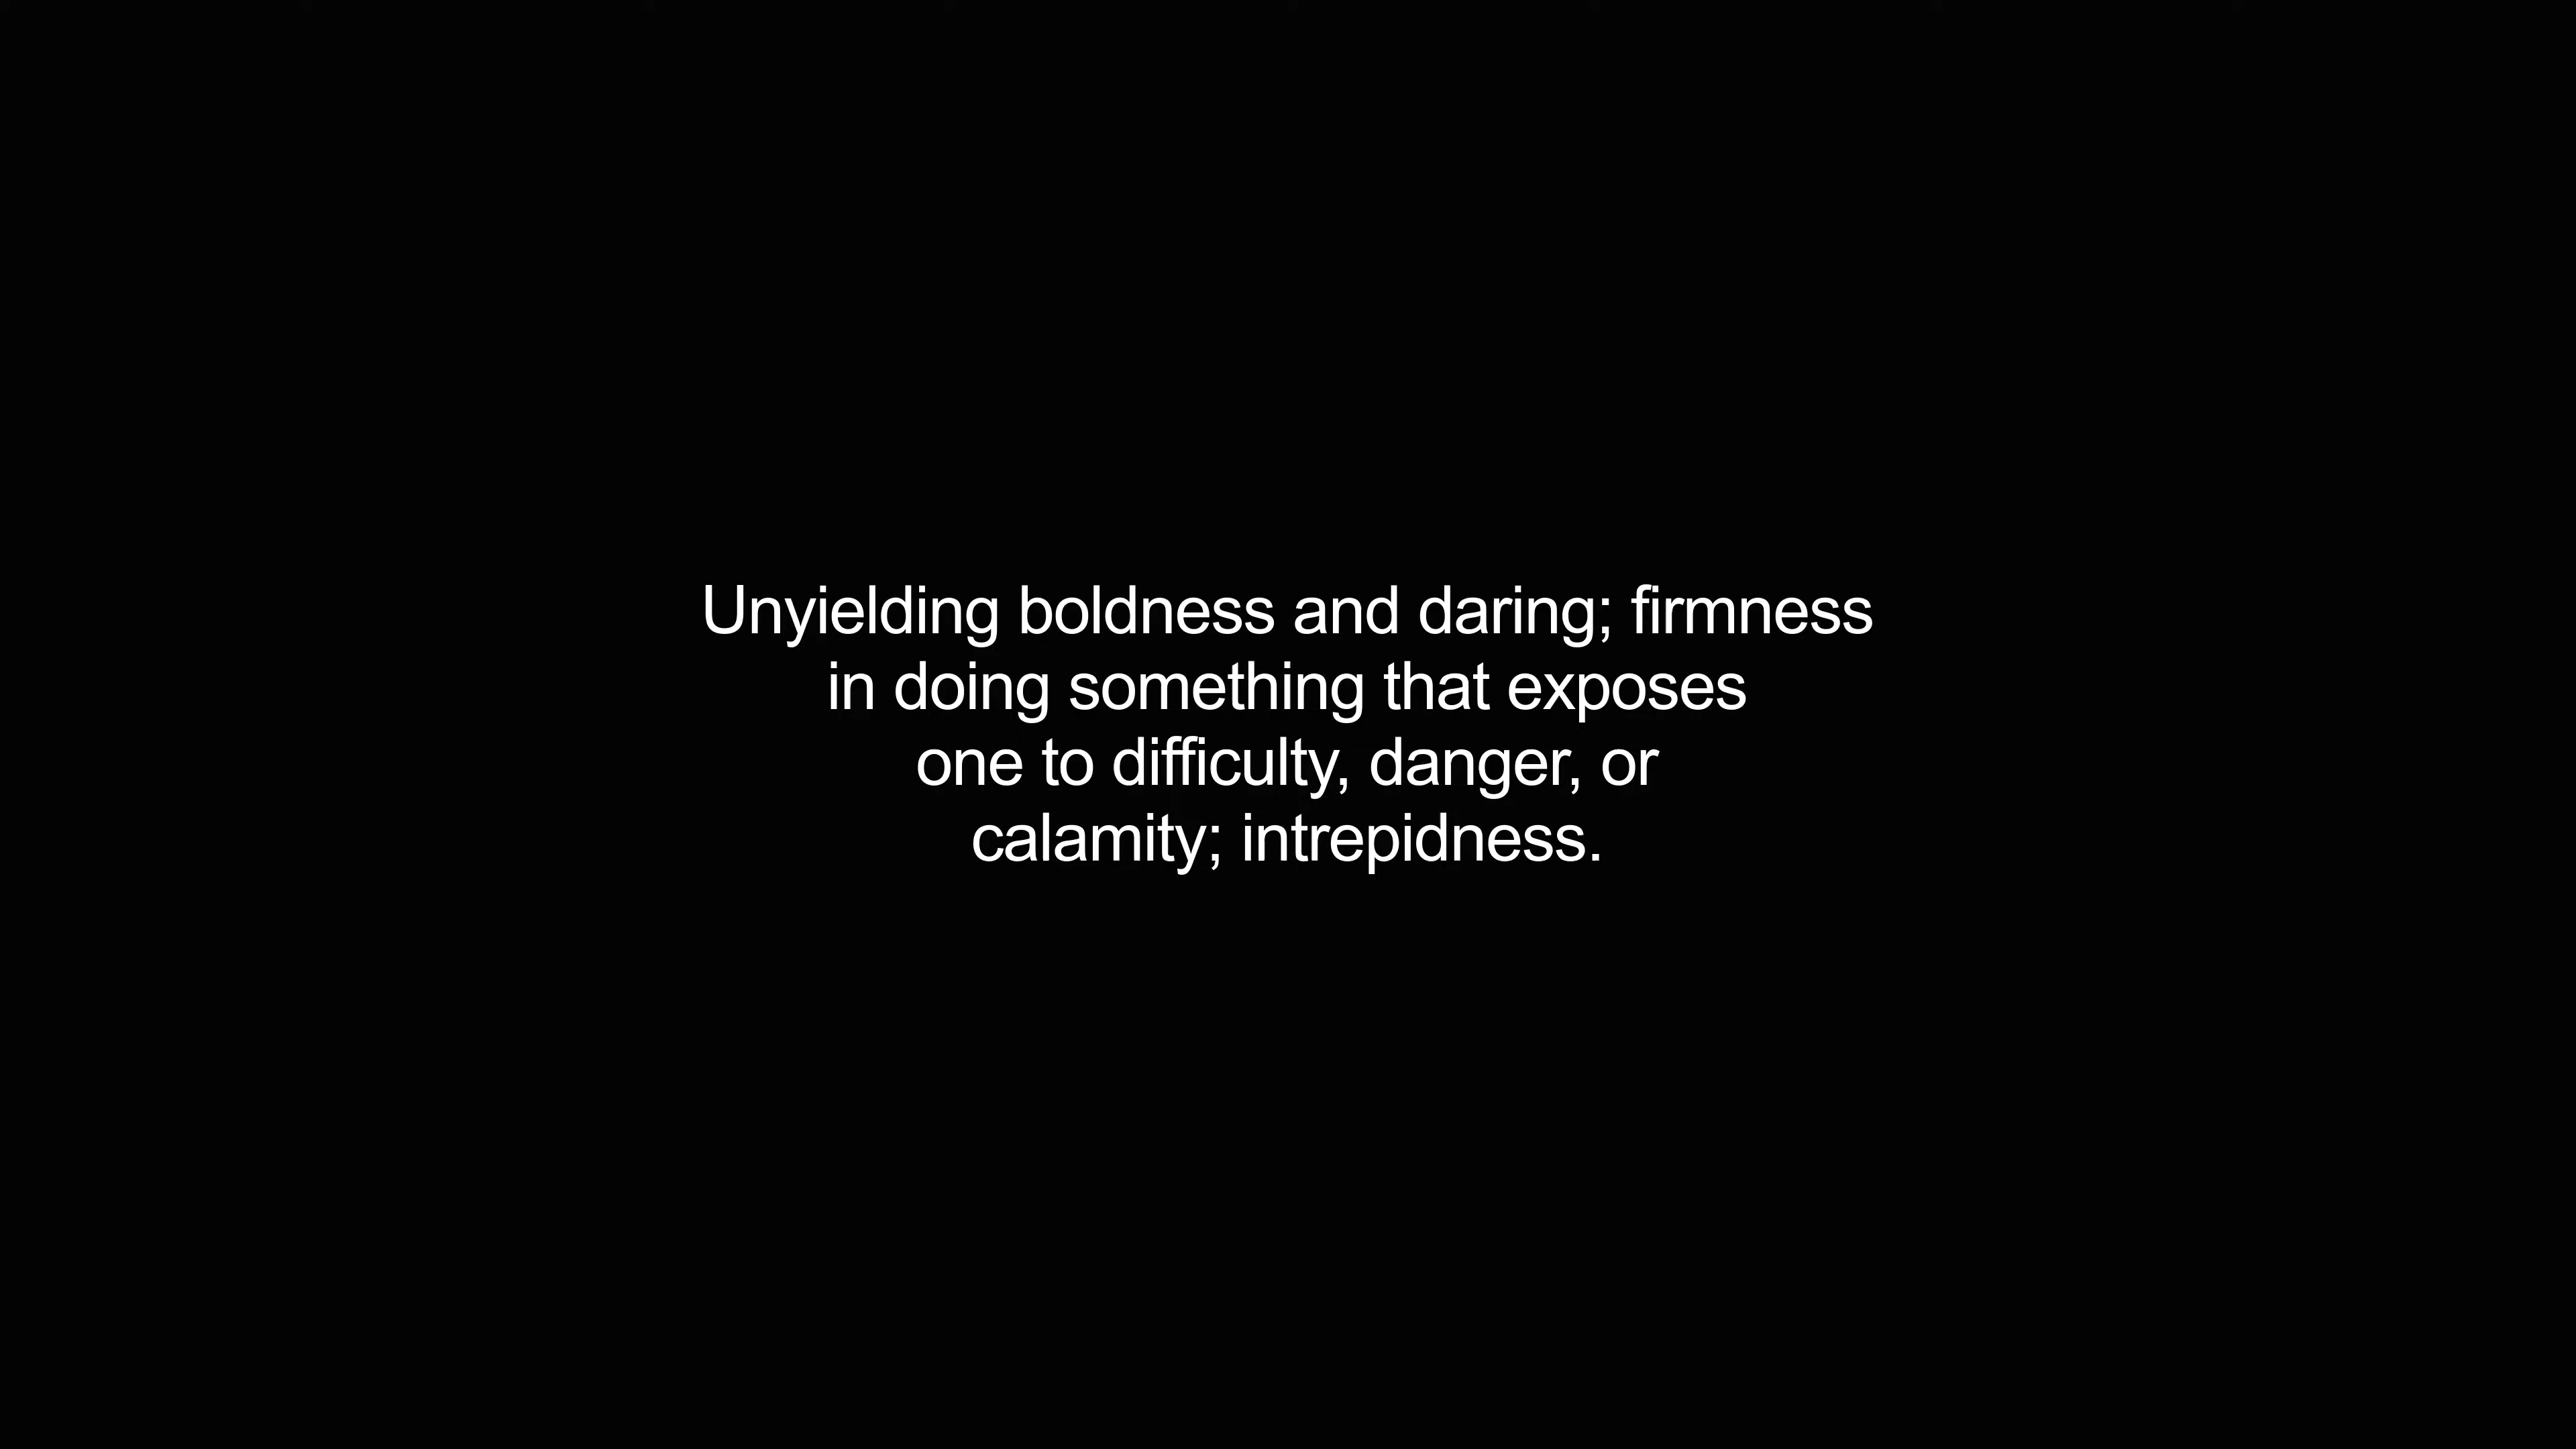 Unyielding boldness and daring; firmness
in doing something that exposes
one to difficulty, danger, or
calamity; intrepidness.